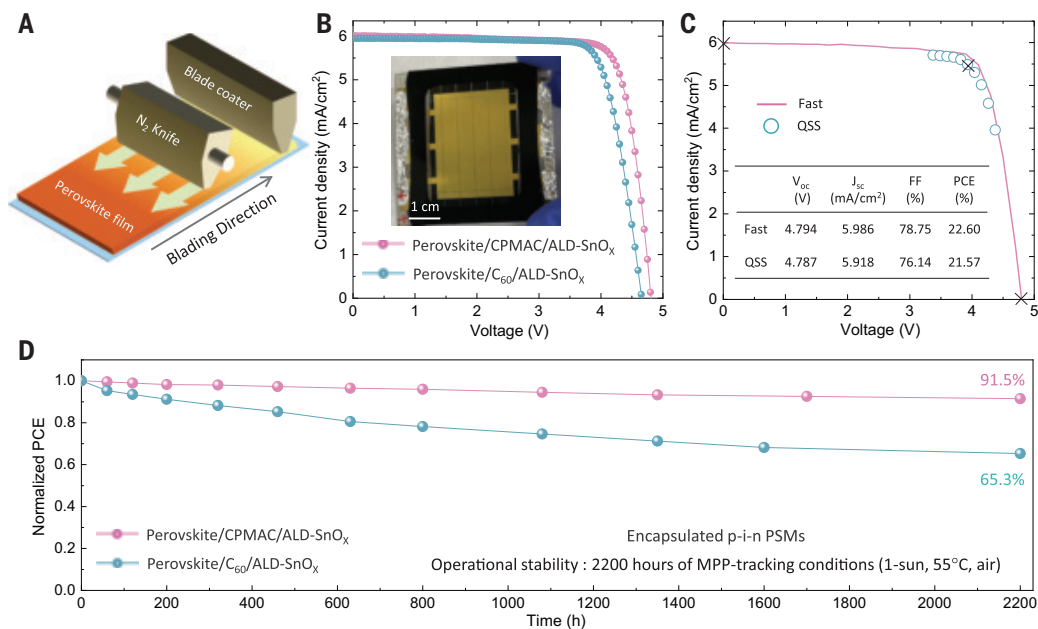 A
Blade coater
N₂ Knife
Perovskite film
Blading Direction
B
Current density (mA/cm²)
6
5
4
3
2
1
0
1 cm
Perovskite/CPMAC/ALD-SnOₓ
Perovskite/C₆₀/ALD-SnOₓ
0 1 2 3 4 5
Voltage (V)
C
Current density (mA/cm²)
6
5
4
3
2
1
0
Fast
QSS
Voc Jsc FF PCE
(V) (mA/cm²) (%) (%)
Fast 4.794 5.986 78.75 22.60
QSS 4.787 5.918 76.14 21.57
0 1 2 3 4 5
Voltage (V)
D
Normalized PCE
1.0
0.8
0.6
0.4
0.2
0.0
91.5%
65.3%
Perovskite/CPMAC/ALD-SnOₓ
Perovskite/C₆₀/ALD-SnOₓ
Encapsulated p-i-n PSMs
Operational stability : 2200 hours of MPP-tracking conditions (1-sun, 55°C, air)
0 200 400 600 800 1000 1200 1400 1600 1800 2000 2200
Time (h)